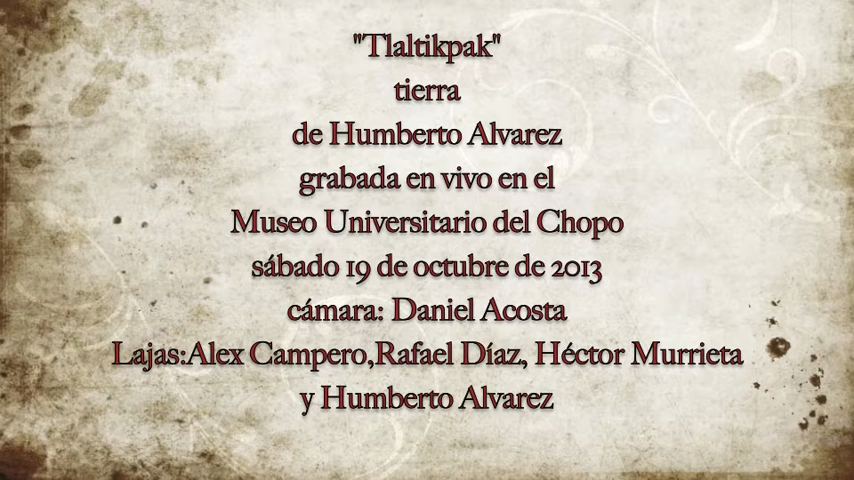 "Tlaltikpak"
tierra
de Humberto Alvarez
grabada en vivo en el
Museo Universitario del Chopo
sábado 19 de octubre de 2013
cámara: Daniel Acosta
Lajas:Alex Campero,Rafael Díaz, Héctor Murrieta
y Humberto Alvarez